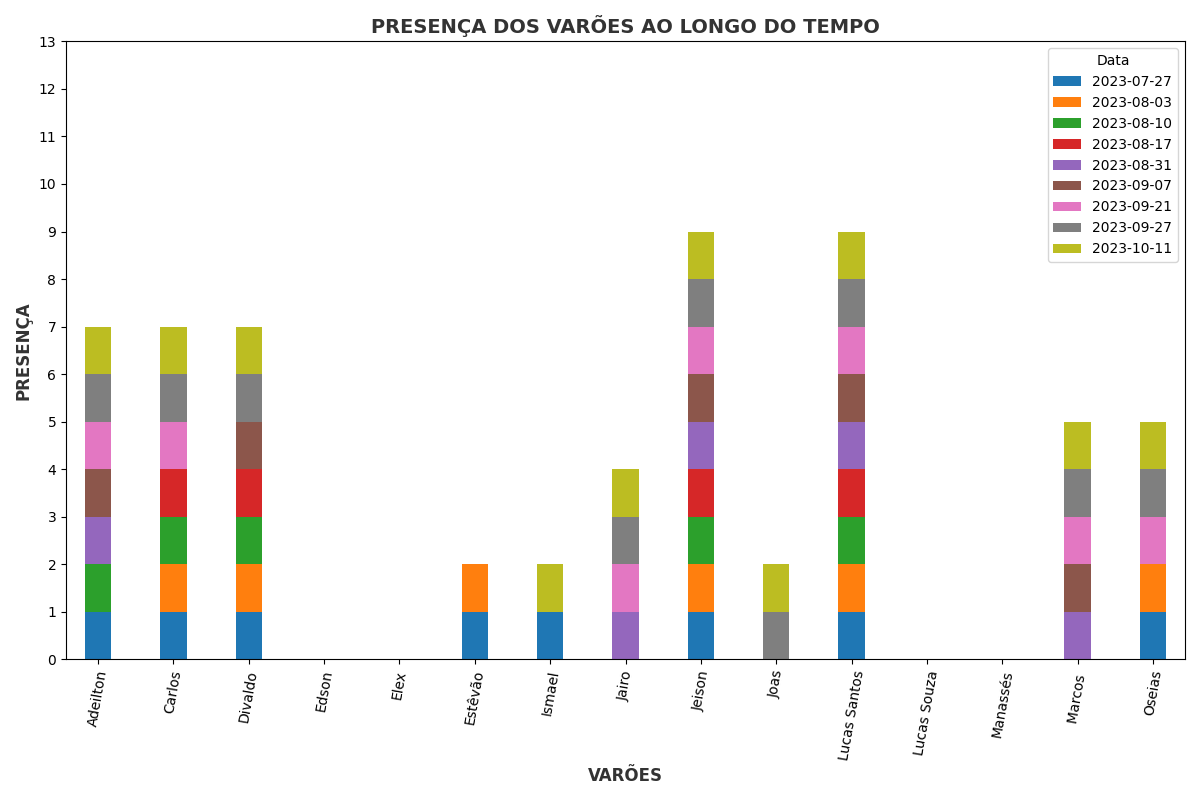 PRESENÇA DOS VARÕES AO LONGO DO TEMPO
PRESENÇA
13
12
11
10
9
8
7
6
5
4
3
2
1
0
Data
2023-07-27
2023-08-03
2023-08-10
2023-08-17
2023-08-31
2023-09-07
2023-09-21
2023-09-27
2023-10-11
Adeilton
Carlos
Divaldo
Edson
Elex
Estêvão
Ismael
Jairo
Jeison
Joas
Lucas Santos
Lucas Souza
Manassés
Marcos
Oseias
VARÕES